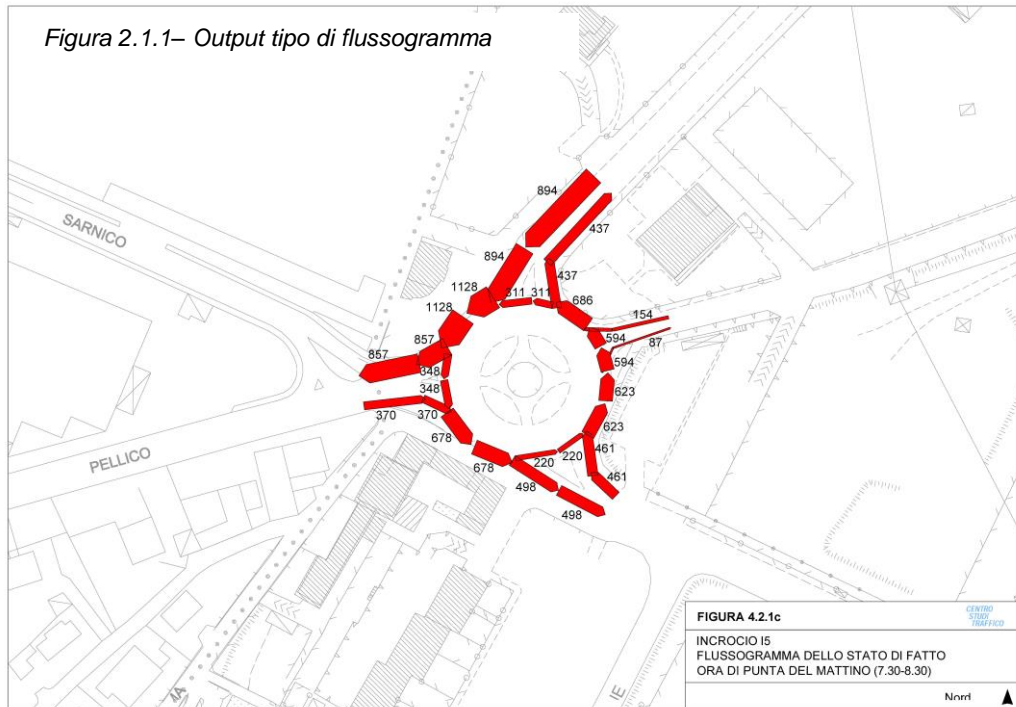 Figura 2.1.1– Output tipo di flussogramma
894
437
SARNICO
894
437
1128
311
311
686
1128
154
594
857
87
857
594
348
348
623
370
370
623
678
461
PELLICO
678
220
220
461
498
498
FIGURA 4.2.1c
CENTRO
STUDI
TRAFFICO
INCROCIO I5
FLUSSOGRAMMA DELLO STATO DI FATTO
ORA DI PUNTA DEL MATTINO (7.30-8.30)
IE
Nord